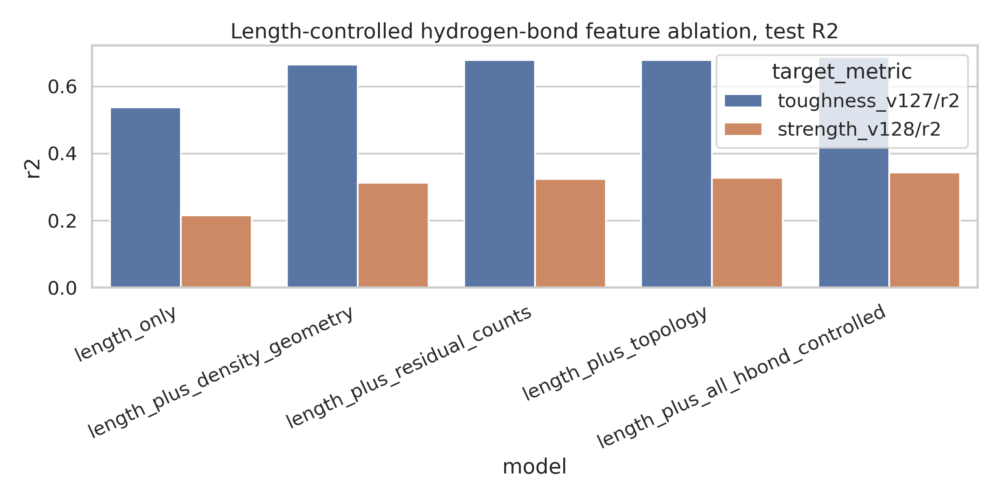 Length-controlled hydrogen-bond feature ablation, test R2
target_metric
toughness_v127/r2
strength_v128/r2
r2
0.6
0.4
0.2
0.0
length_only
length_plus_density_geometry
length_plus_residual_counts
length_plus_topology
length_plus_all_hbond_controlled
model